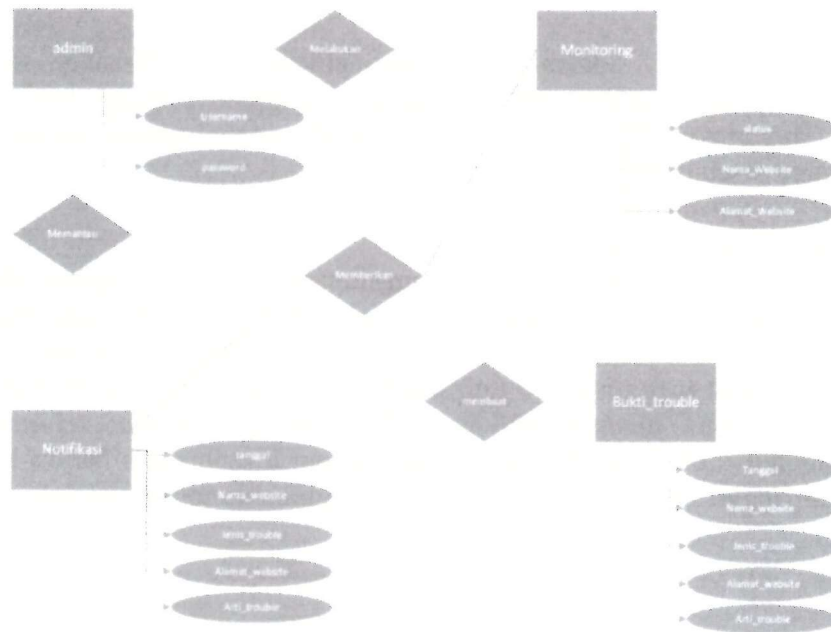 admin
Melakukan
Monitoring
Username
password
status
Nama_Website
Alamat_Website
Memantau
Memberikan
membuat
Bukti_trouble
Notifikasi
tanggal
Nama_website
Jenis_trouble
Alamat_website
Arti_trouble
Tanggal
Nama_website
Jenis_trouble
Alamat_website
Arti_trouble